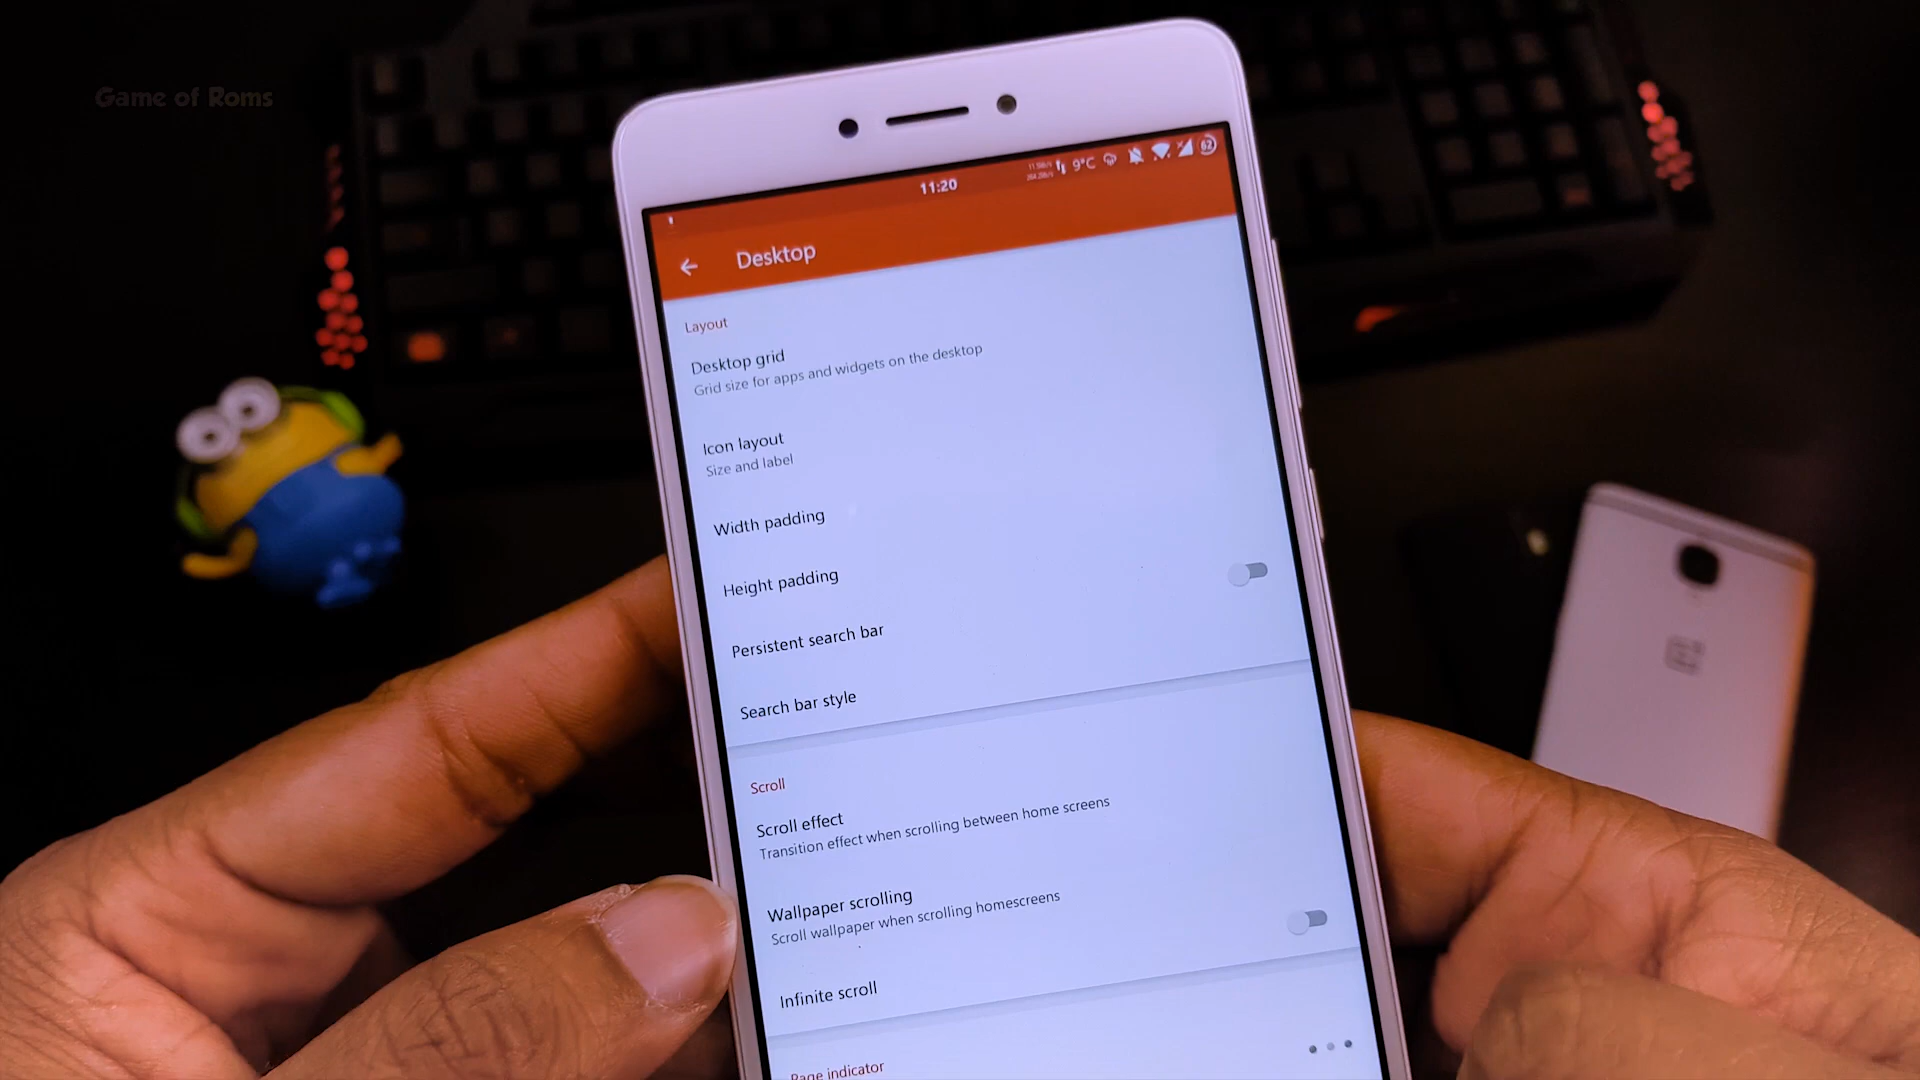 Game of Roms
11:20
9°C
62
Desktop
Layout
Desktop grid
Grid size for apps and widgets on the desktop
Icon layout
Size and label
Width padding
Height padding
Persistent search bar
Search bar style
Scroll
Scroll effect
Transition effect when scrolling between home screens
Wallpaper scrolling
Scroll wallpaper when scrolling homescreens
Infinite scroll
Page indicator